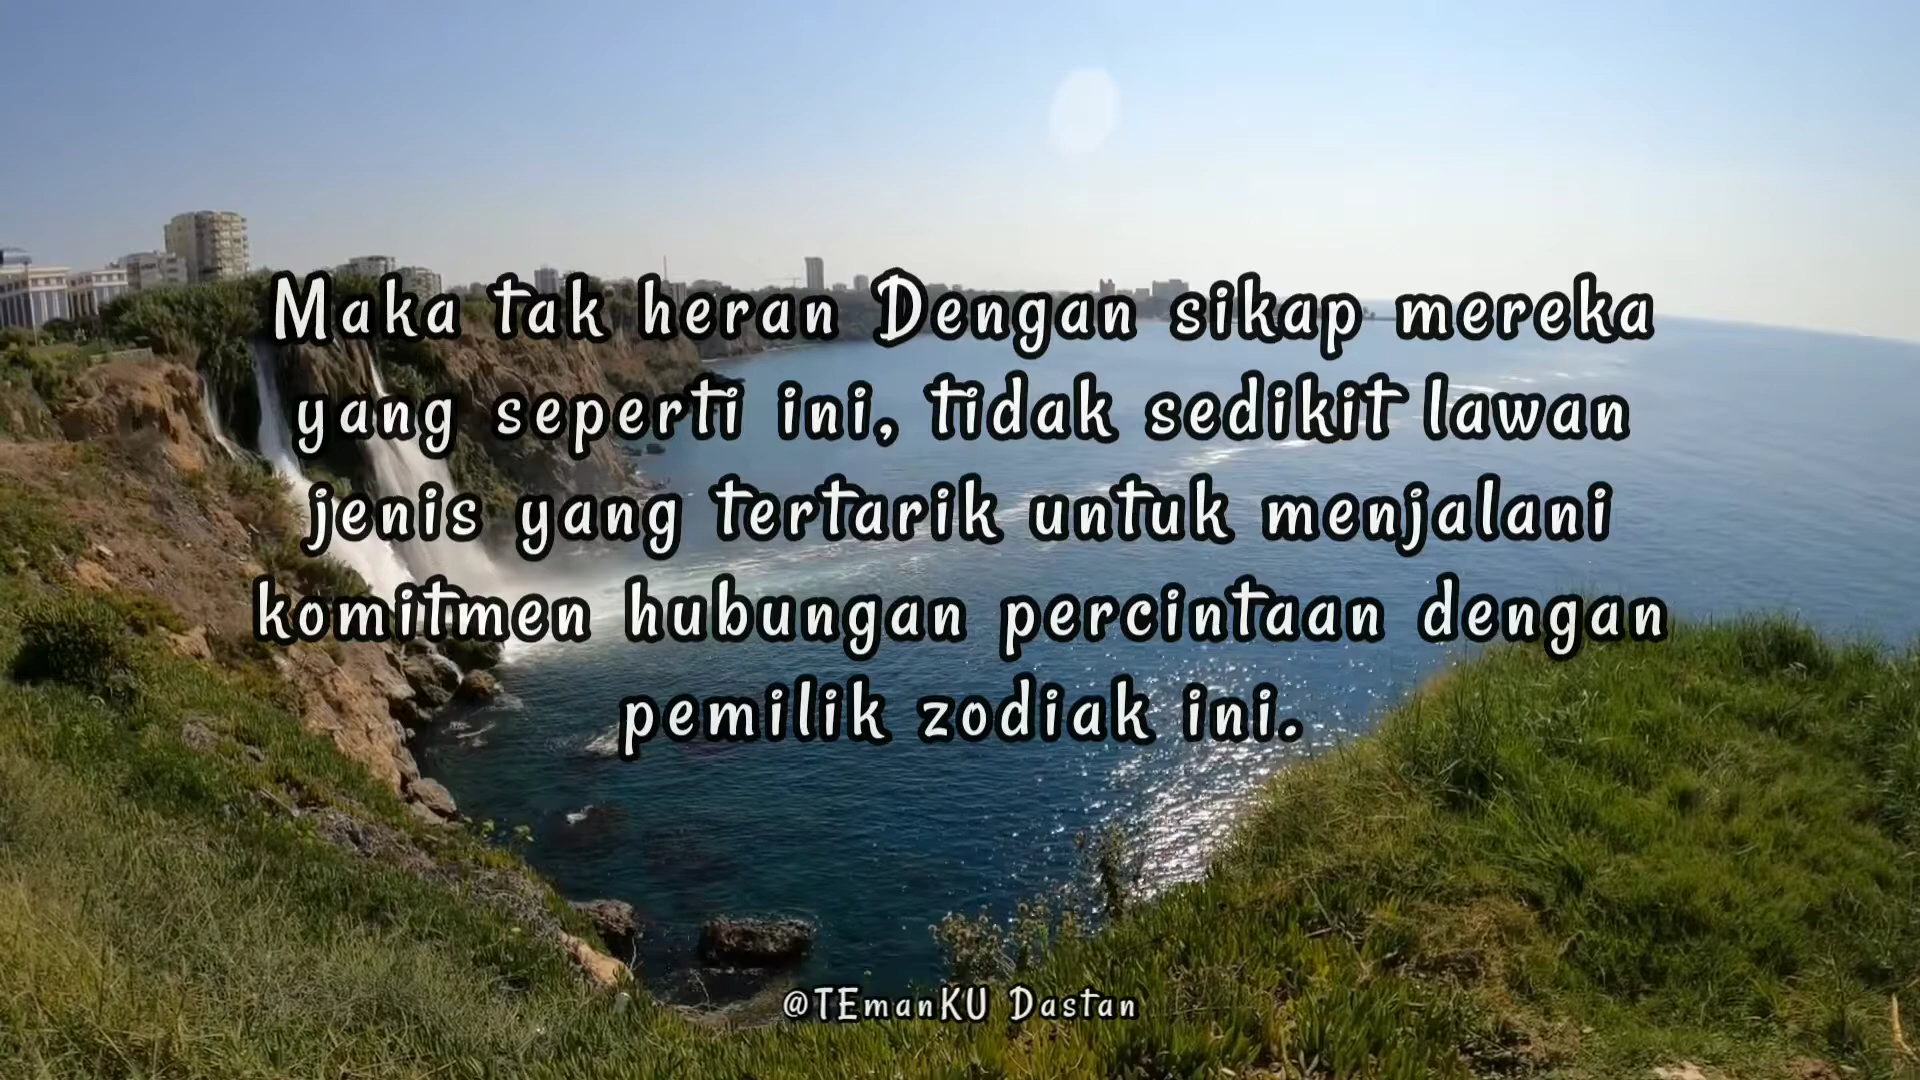 Maka tak heran Dengan sikap mereka
yang seperti ini, tidak sedikit lawan
jenis yang tertarik untuk menjalani
komitmen hubungan percintaan dengan
pemilik zodiak ini.
@TEmanKU Dastan